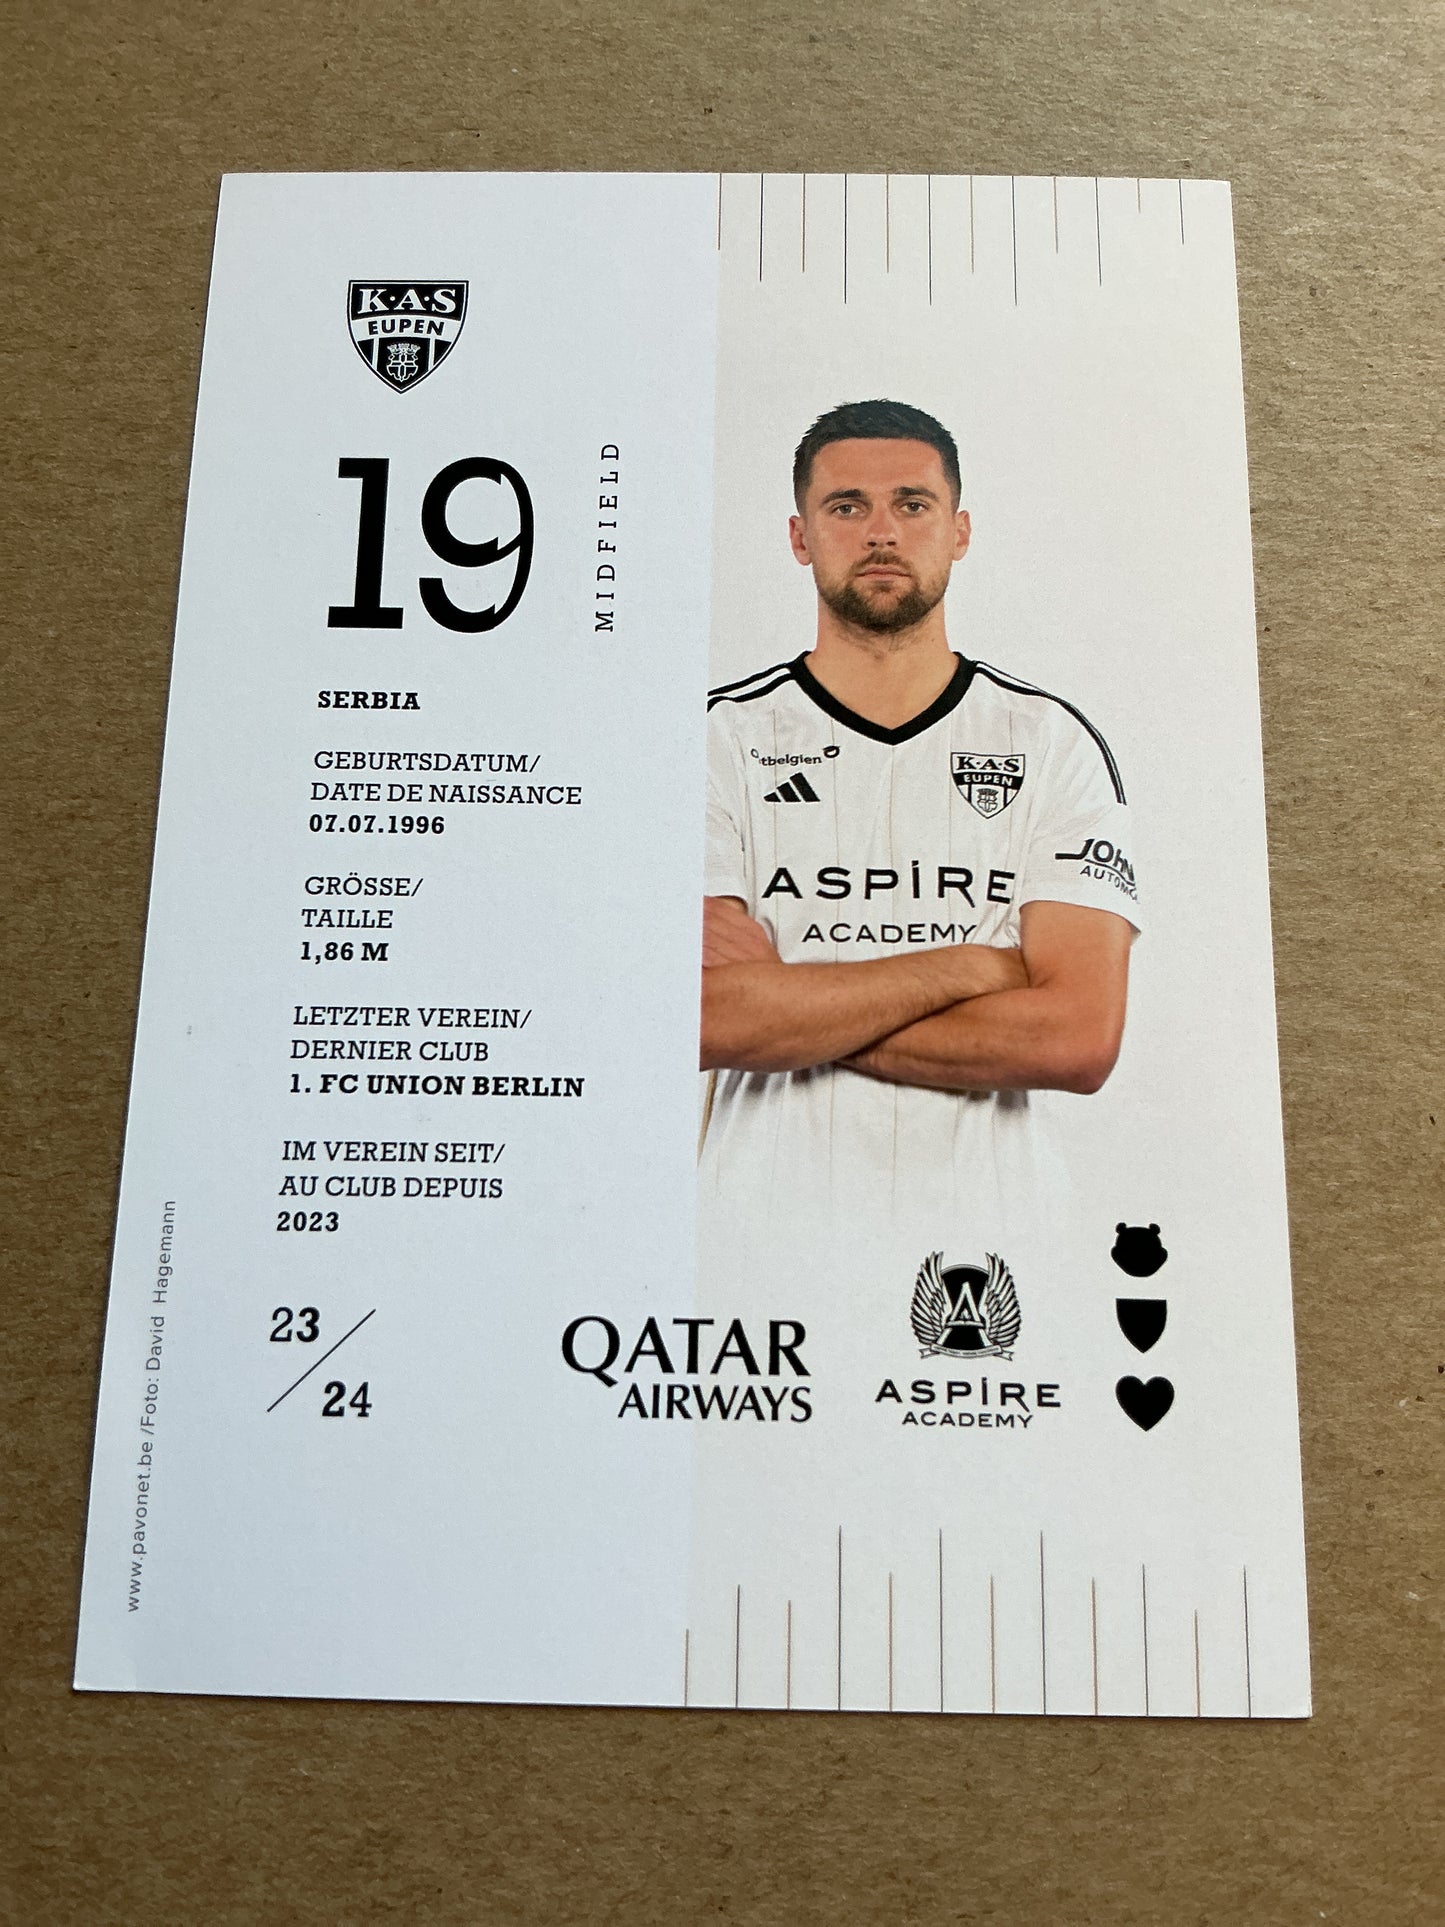 K·A·S
EUPEN
19
MIDFIELD
SERBIA
GEBURTSDATUM/
DATE DE NAISSANCE
07.07.1996
GRÖSSE/
TAILLE
1,86 M
LETZTER VEREIN/
DERNIER CLUB
1. FC UNION BERLIN
IM VEREIN SEIT/
AU CLUB DEPUIS
2023
23/
24
www.pavonet.be /Foto: David Hagemann
tbelgien
K·A·S
EUPEN
JOHN
ASPIRE
ACADEMY
QATAR
AIRWAYS
A
ASPIRE
ACADEMY